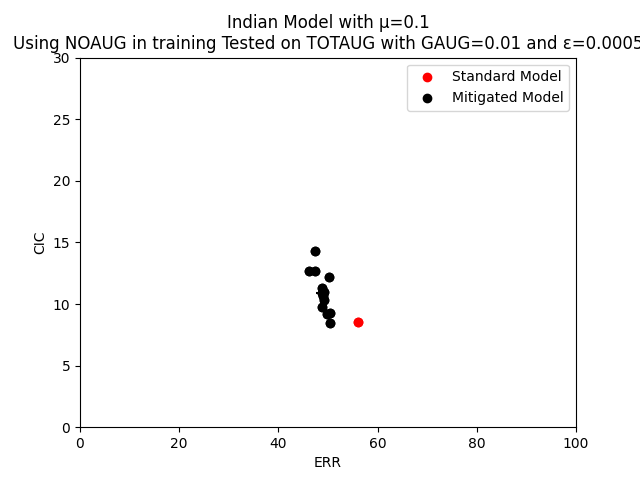 Indian Model with μ=0.1
Using NOAUG in training Tested on TOTAUG with GAUG=0.01 and ε=0.0005
Standard Model
Mitigated Model
30
25
20
15
10
5
0
CIC
0 20 40 60 80 100
ERR